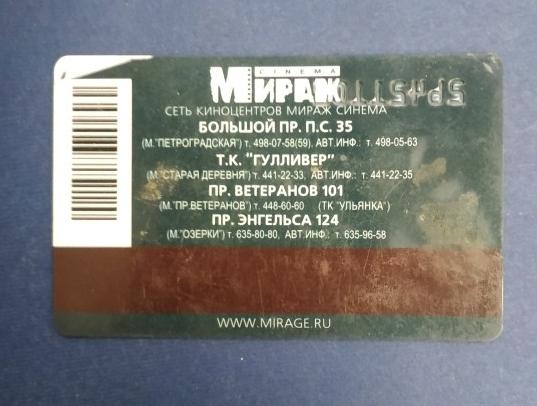 CINEMA
МИРАЖ
СЕТЬ КИНОЦЕНТРОВ МИРАЖ СИНЕМА
БОЛЬШОЙ ПР. П.С. 35
(М."ПЕТРОГРАДСКАЯ") т. 498-07-58(59), АВТ.ИНФ.: т. 498-05-63
Т.К. "ГУЛЛИВЕР"
(М."СТАРАЯ ДЕРЕВНЯ") т. 441-22-33, АВТ.ИНФ.: т. 441-22-35
ПР. ВЕТЕРАНОВ 101
(М."ПР.ВЕТЕРАНОВ") т. 448-60-60 (ТК "УЛЬЯНКА")
ПР. ЭНГЕЛЬСА 124
(М."ОЗЕРКИ") т. 635-80-80, АВТ.ИНФ.: т. 635-96-58
WWW.MIRAGE.RU